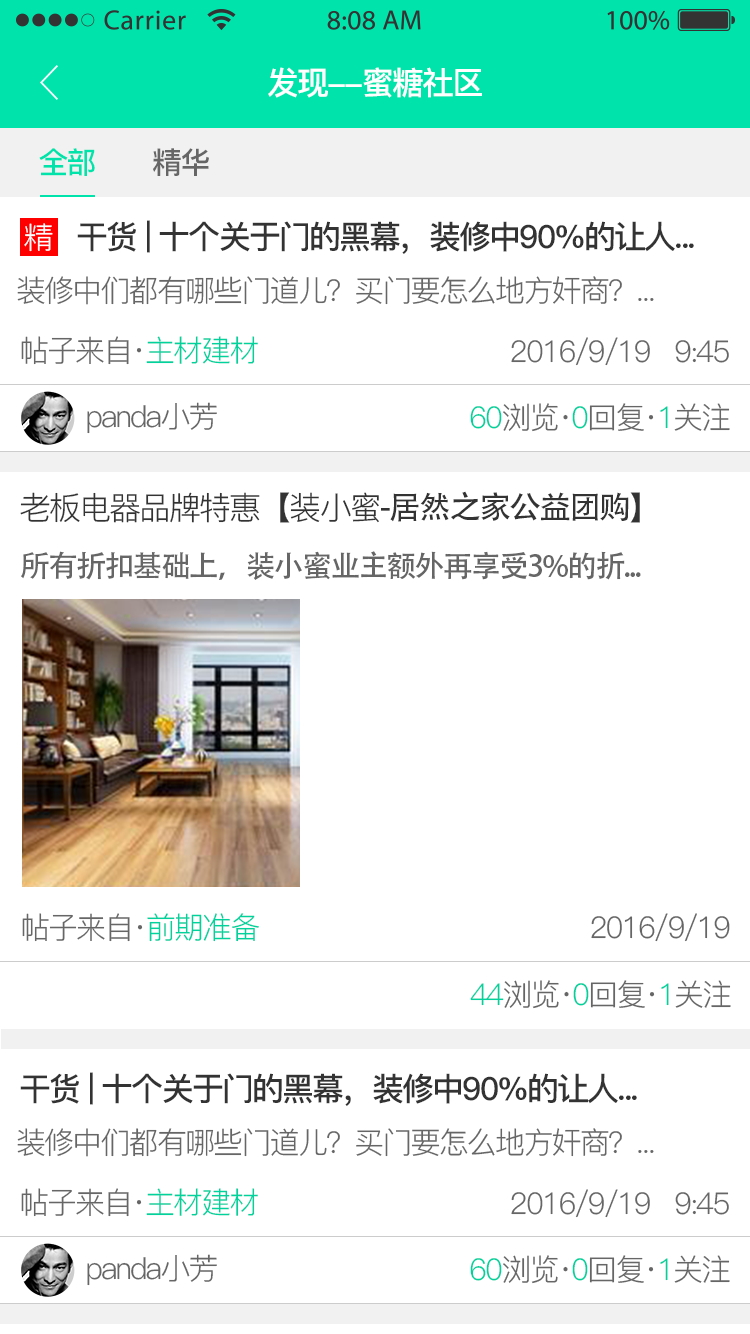 Carrier 8:08 AM 100%
发现—蜜糖社区
全部 精华
精 干货 | 十个关于门的黑幕，装修中90%的让人...
装修中们都有哪些门道儿？买门要怎么地方奸商？...
帖子来自·主材建材 2016/9/19 9:45
panda小芳 60浏览·0回复·1关注
老板电器品牌特惠【装小蜜-居然之家公益团购】
所有折扣基础上，装小蜜业主额外再享受3%的折...
帖子来自·前期准备 2016/9/19
44浏览·0回复·1关注
干货 | 十个关于门的黑幕，装修中90%的让人...
装修中们都有哪些门道儿？买门要怎么地方奸商？...
帖子来自·主材建材 2016/9/19 9:45
panda小芳 60浏览·0回复·1关注